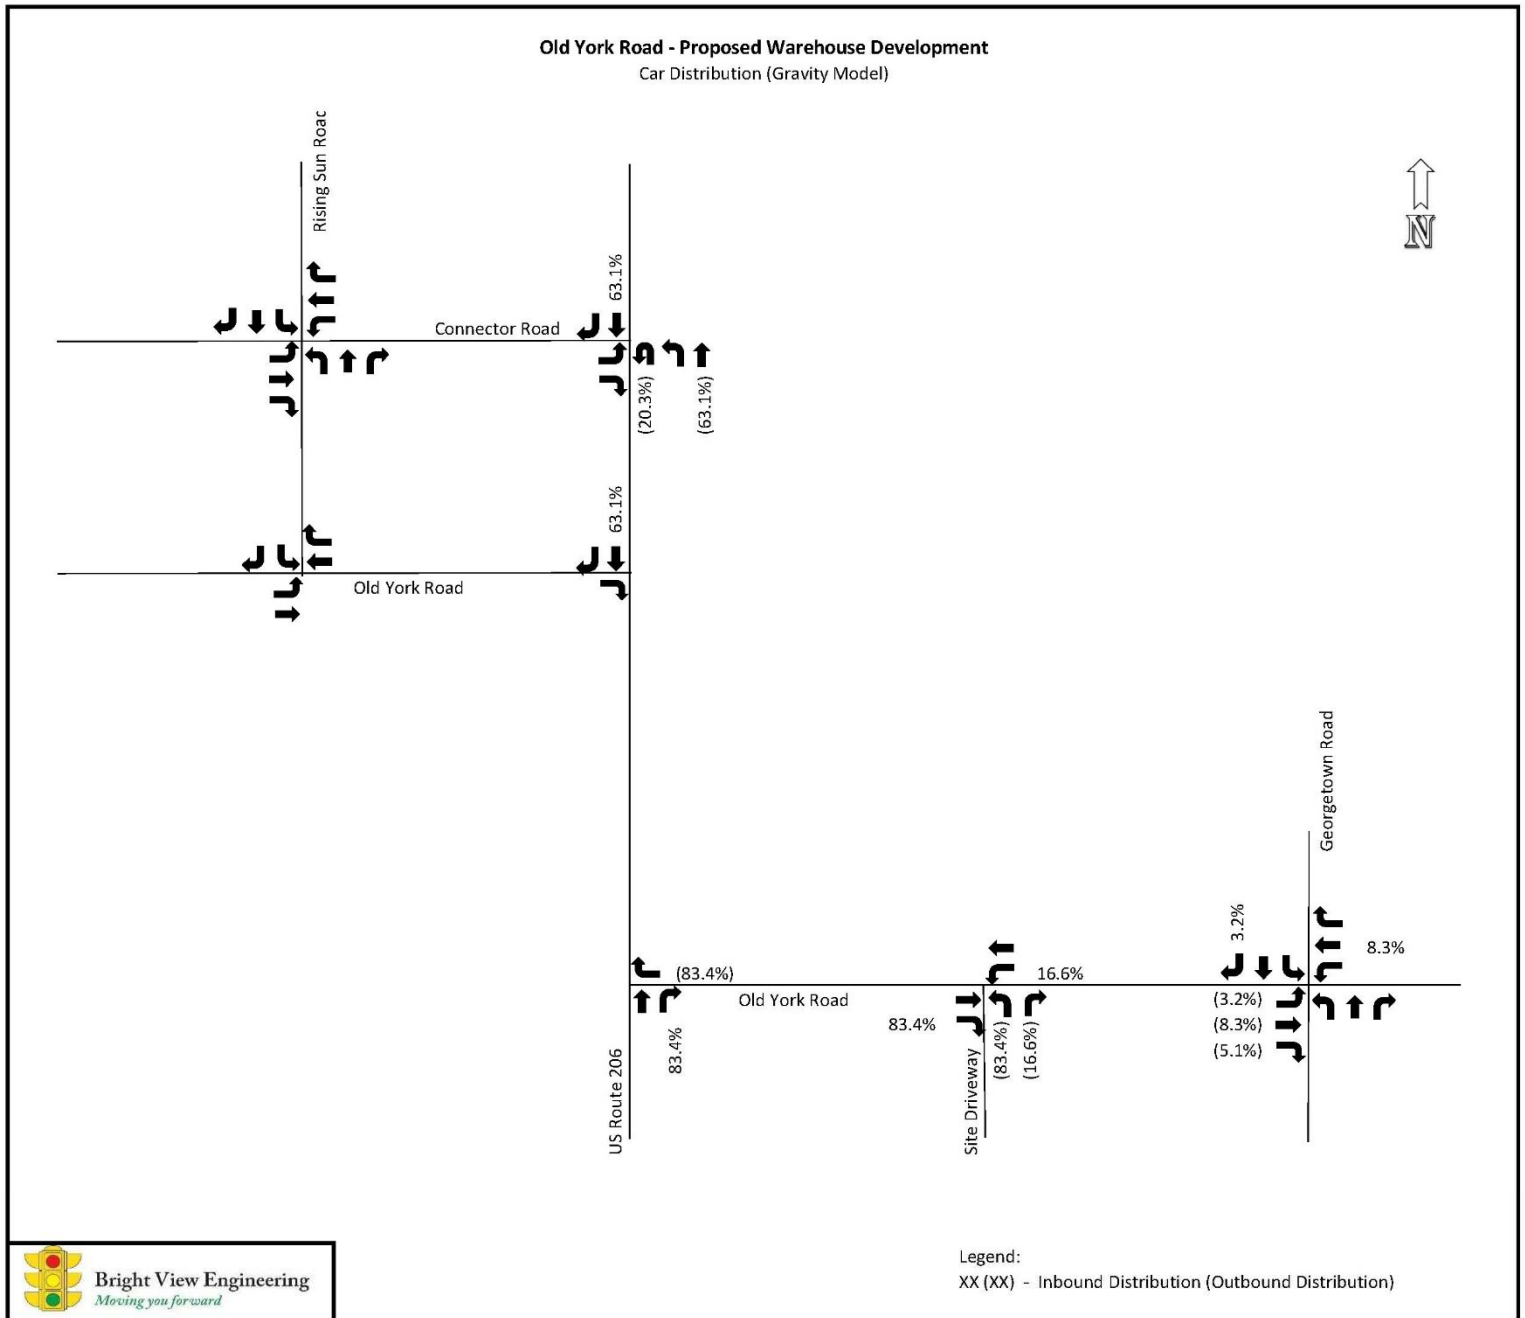 Old York Road - Proposed Warehouse Development
Car Distribution (Gravity Model)
Rising Sun Roac
N
63.1%
Connector Road
(20.3%)
(63.1%)
63.1%
Old York Road
Georgetown Road
3.2%
8.3%
(83.4%)
16.6%
Old York Road
(3.2%)
83.4%
(8.3%)
(5.1%)
83.4%
(83.4%)
(16.6%)
US Route 206
Site Driveway
Legend:
XX (XX) - Inbound Distribution (Outbound Distribution)
Bright View Engineering
Moving you forward